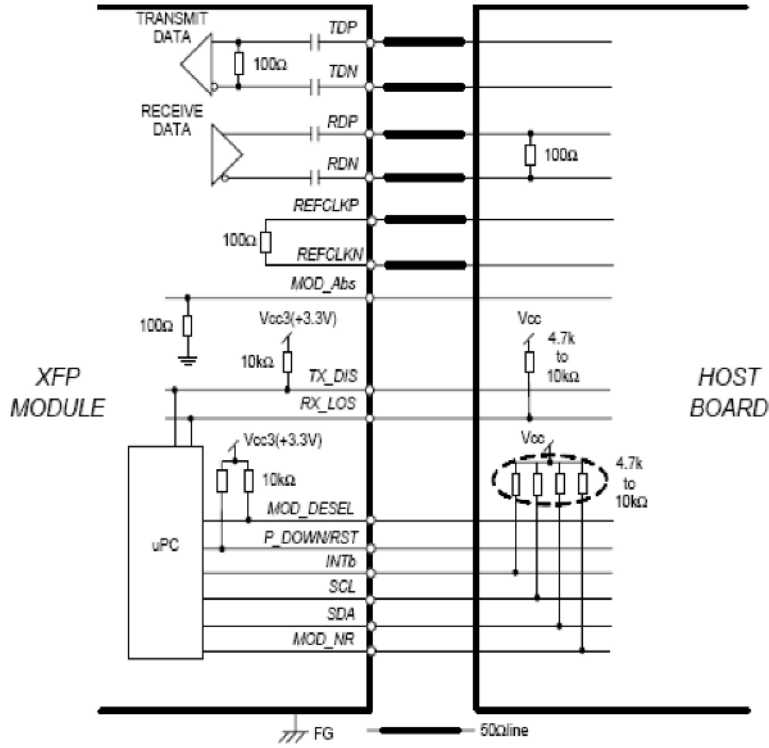 TRANSMIT
DATA
TDP
100Ω
TDN
RECEIVE
DATA
RDP
100Ω
RDN
REFCLKP
100Ω
REFCLKN
MOD_Abs
100Ω
Vcc3(+3.3V)
10kΩ
TX_DIS
RX_LOS
Vcc
4.7k
to
10kΩ
XFP
MODULE
HOST
BOARD
Vcc3(+3.3V)
10kΩ
MOD_DESEL
P_DOWN/RST
INTb
SCL
SDA
MOD_NR
uPC
Vcc
4.7k
to
10kΩ
FG
50Ωline